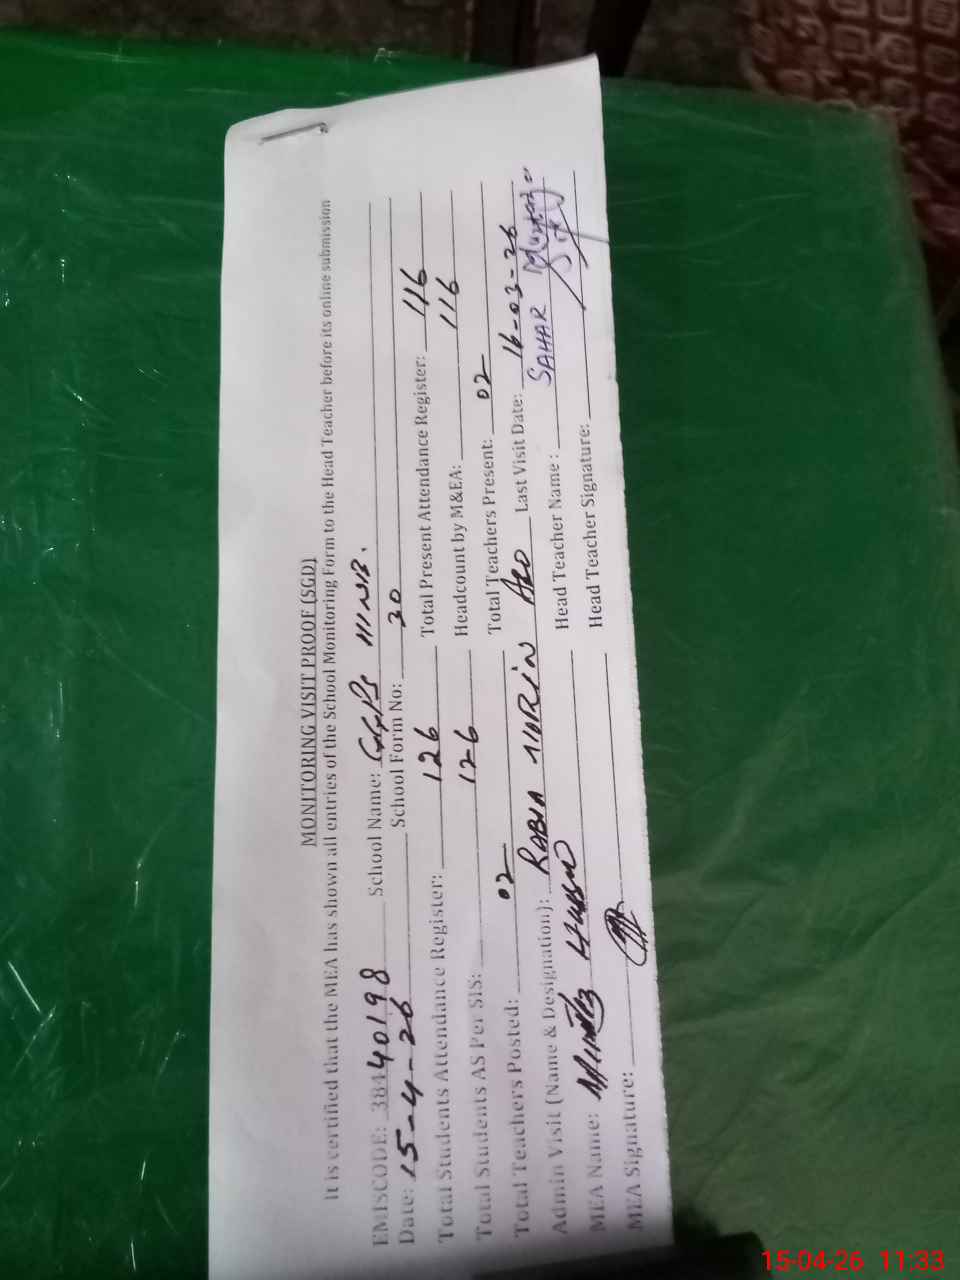 MONITORING VISIT PROOF (SGD)
It is certified that the MEA has shown all entries of the School Monitoring Form to the Head Teacher before its online submission
EMISCODE: 38440198 School Name: GGPS 111 NB.
Date: 15-4-26 School Form No: 30
Total Students Attendance Register: 126 Total Present Attendance Register: 116
Total Students AS Per SIS: 126 Headcount by M&EA: 116
Total Teachers Posted: 02 Total Teachers Present: 02
Admin Visit (Name & Designation): RABIA AEO Last Visit Date: 16-03-26
MEA Name: Head Teacher Name : SAHAR
MEA Signature: Head Teacher Signature:
15-04-26 11:33